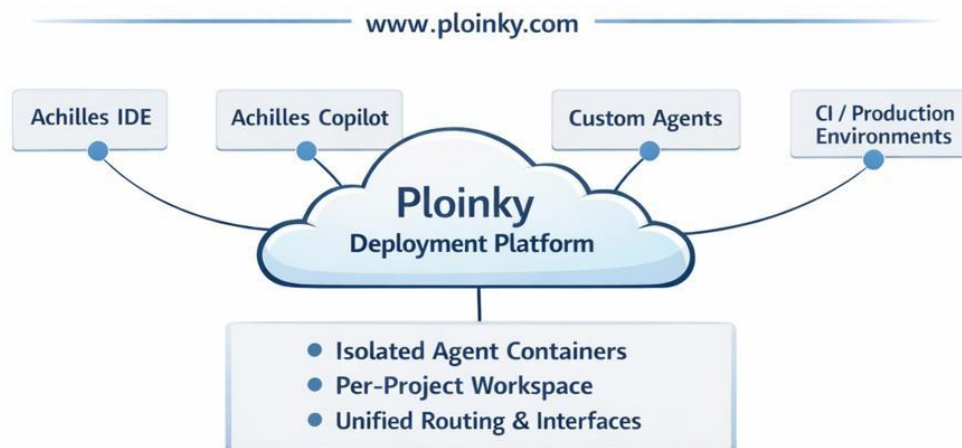 www.ploinky.com
Achilles IDE
Achilles Copilot
Custom Agents
CI / Production
Environments
Ploinky
Deployment Platform
Isolated Agent Containers
Per-Project Workspace
Unified Routing & Interfaces